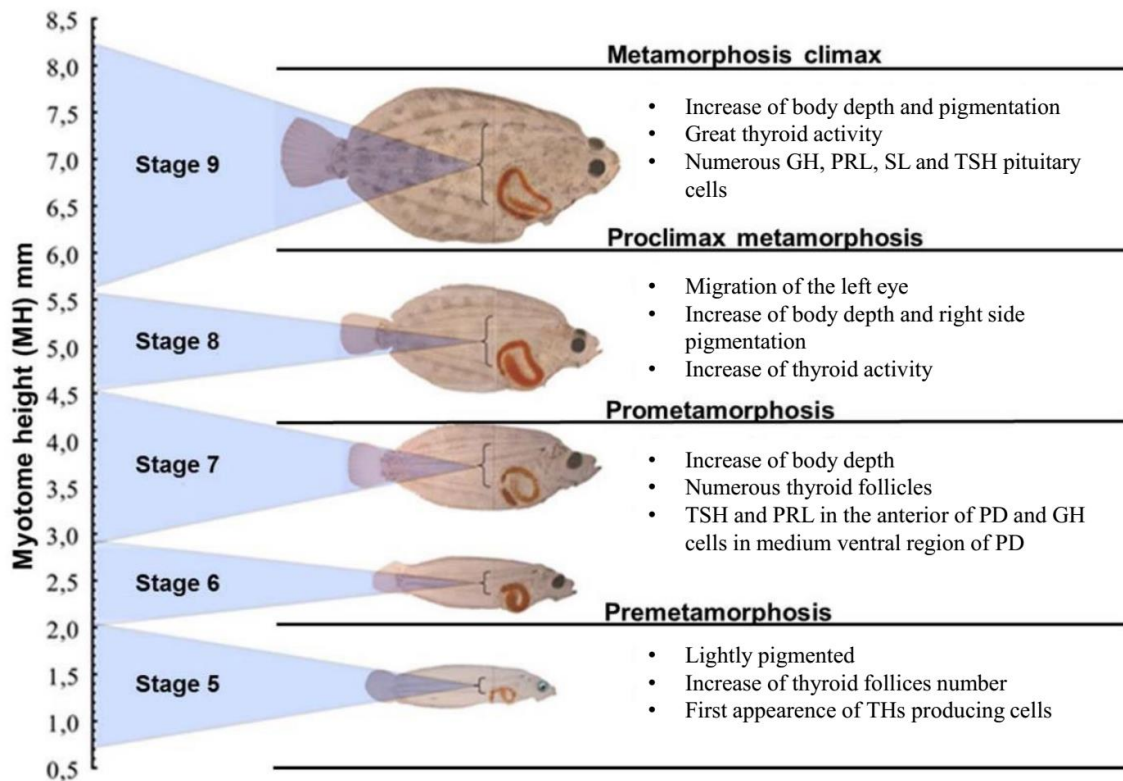 Myotome height (MH) mm
8,5
8,0
7,5
7,0
6,5
6,0
5,5
5,0
4,5
4,0
3,5
3,0
2,5
2,0
1,5
1,0
0,5
Metamorphosis climax
Stage 9
• Increase of body depth and pigmentation
• Great thyroid activity
• Numerous GH, PRL, SL and TSH pituitary
cells
Proclimax metamorphosis
Stage 8
• Migration of the left eye
• Increase of body depth and right side
pigmentation
• Increase of thyroid activity
Prometamorphosis
Stage 7
• Increase of body depth
• Numerous thyroid follicles
• TSH and PRL in the anterior of PD and GH
cells in medium ventral region of PD
Stage 6
Premetamorphosis
Stage 5
• Lightly pigmented
• Increase of thyroid follices number
• First appearence of THs producing cells